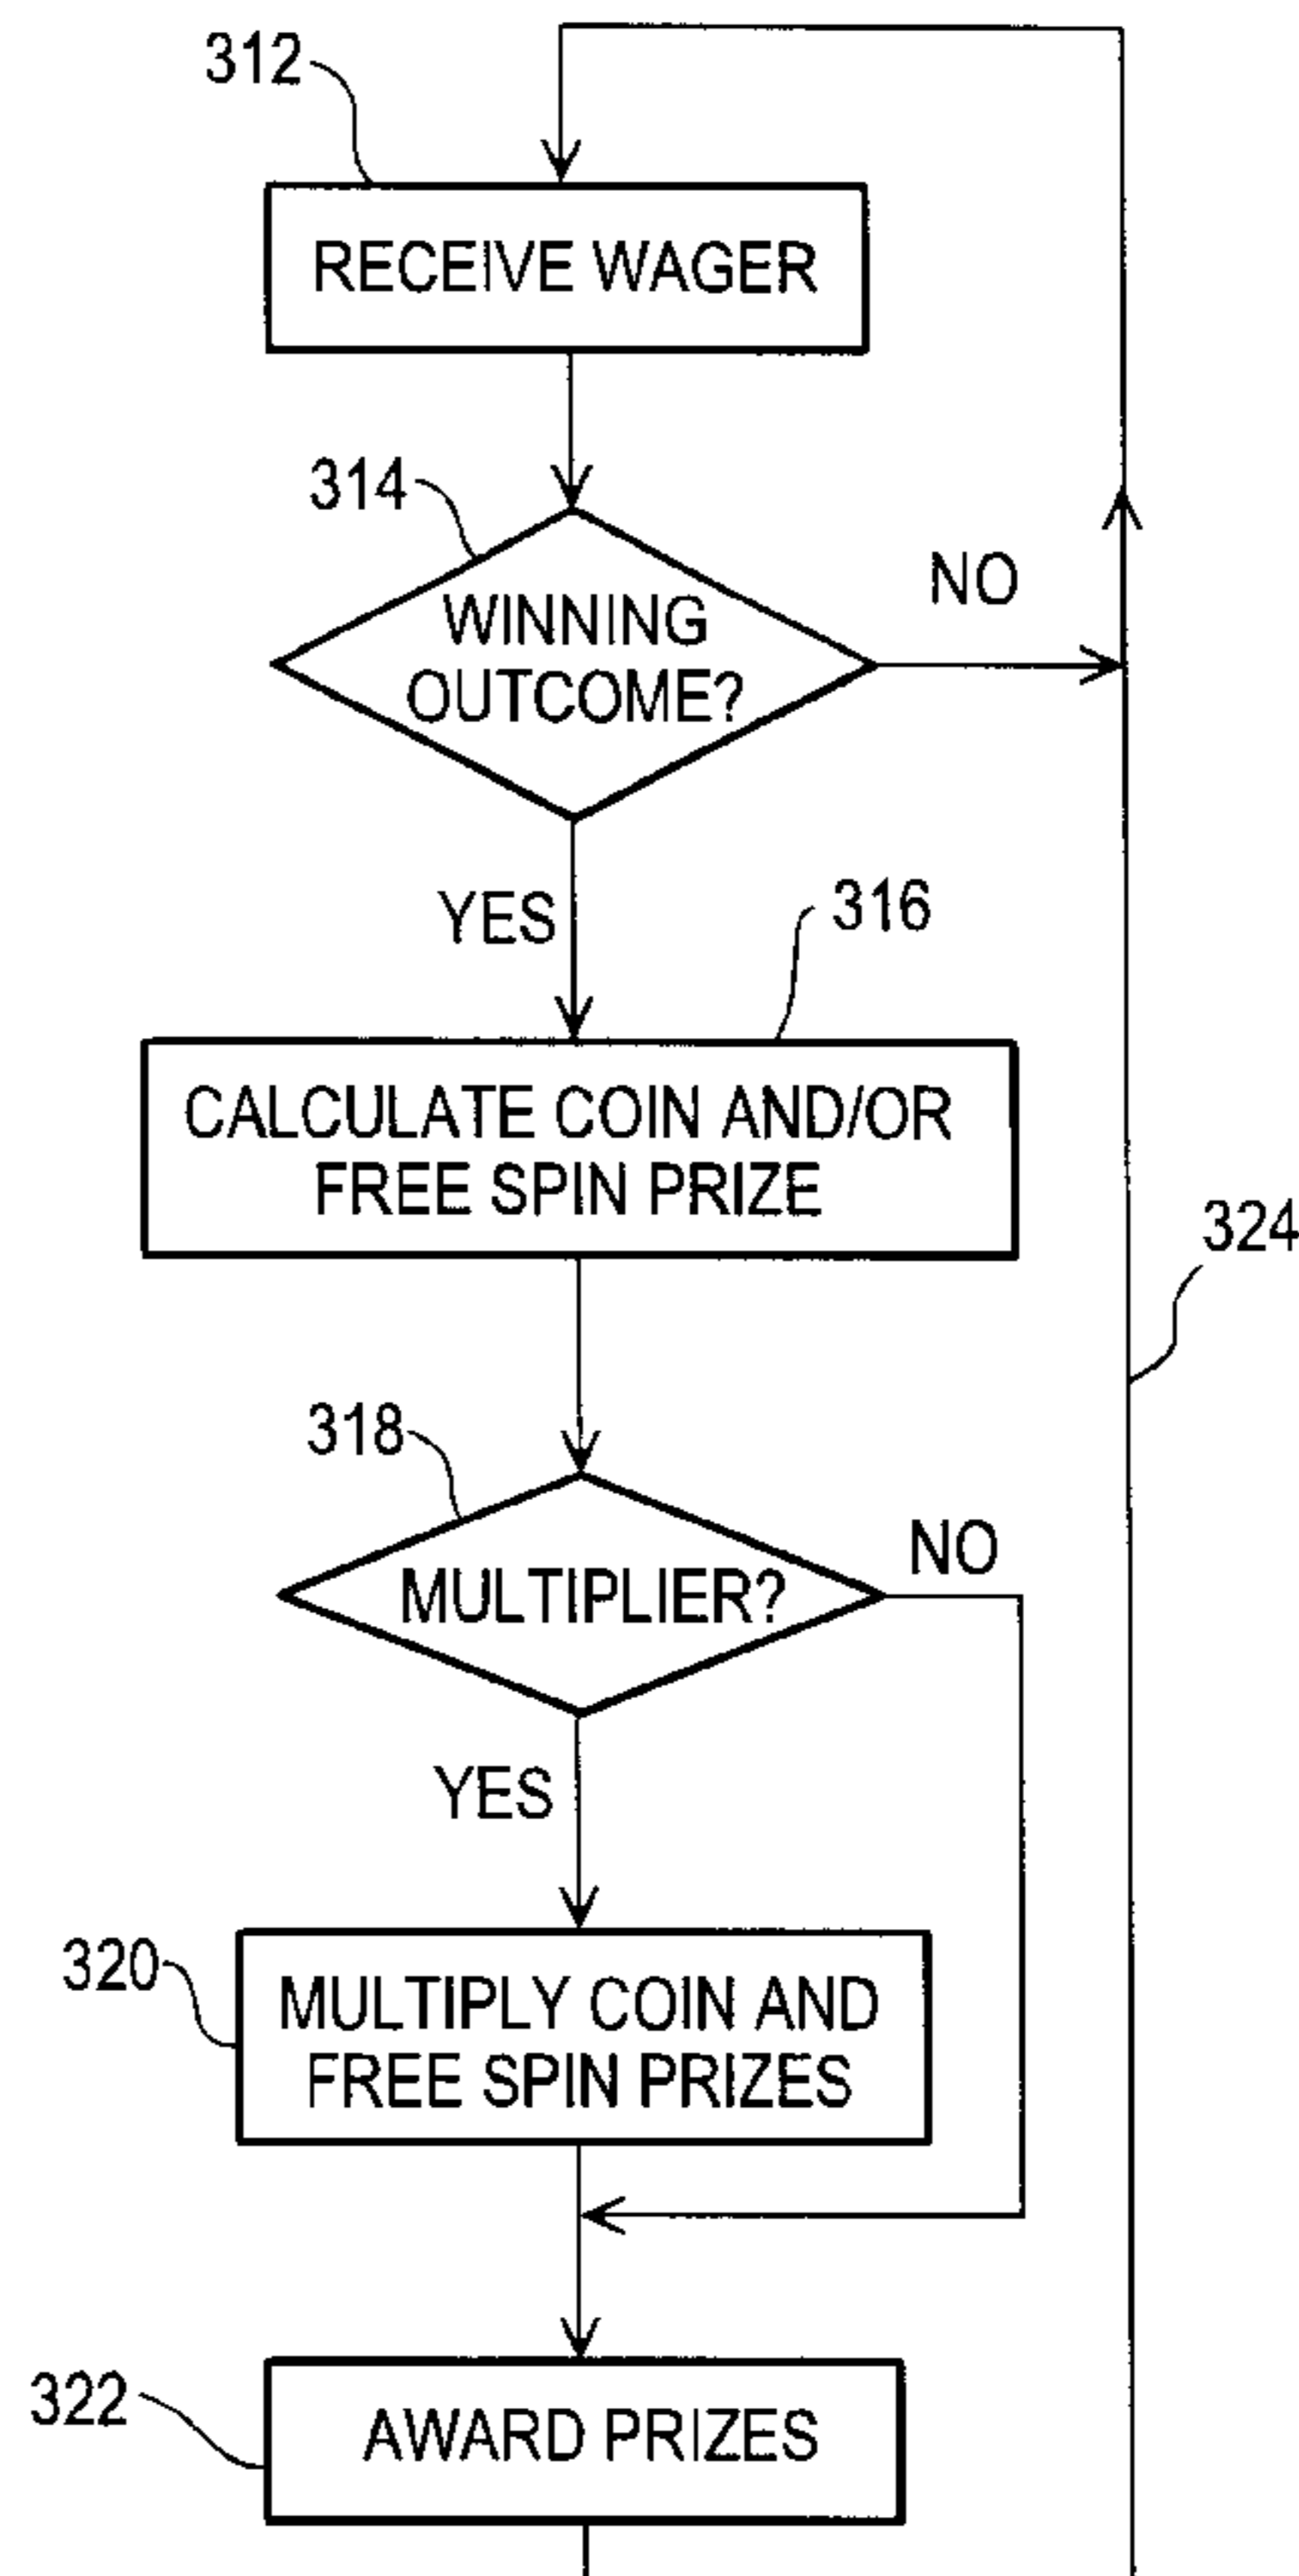 312
RECEIVE WAGER
314
WINNING
OUTCOME?
NO
YES
316
CALCULATE COIN AND/OR
FREE SPIN PRIZE
324
318
MULTIPLIER?
NO
YES
320
MULTIPLY COIN AND
FREE SPIN PRIZES
322
AWARD PRIZES